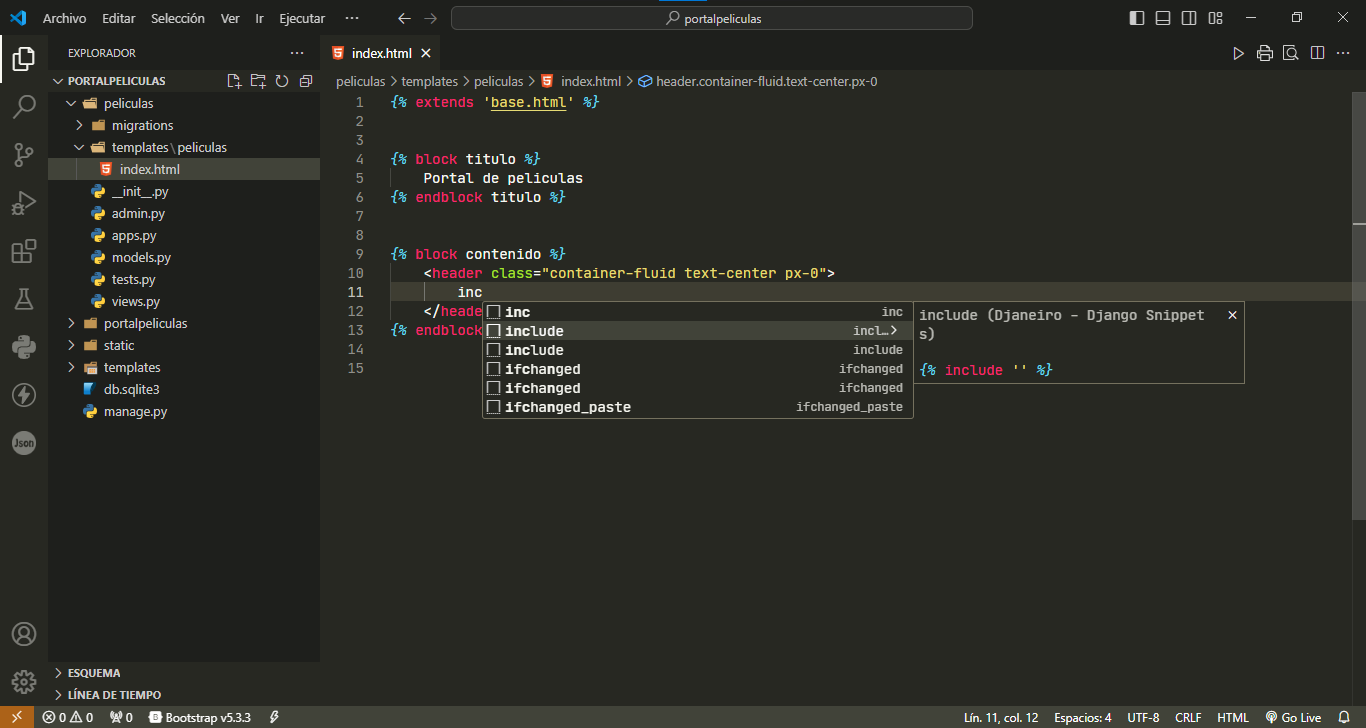 Archivo Editar Selección Ver Ir Ejecutar ··· portalpeliculas
EXPLORADOR ···
PORTALPELICULAS
peliculas
migrations
templates\peliculas
index.html
__init__.py
admin.py
apps.py
models.py
tests.py
views.py
portalpeliculas
static
templates
db.sqlite3
manage.py
Json
ESQUEMA
LÍNEA DE TIEMPO
index.html
peliculas > templates > peliculas > index.html > header.container-fluid.text-center.px-0
1 {% extends 'base.html' %}
2
3
4 {% block titulo %}
5 Portal de peliculas
6 {% endblock titulo %}
7
8
9 {% block contenido %}
10 <header class="container-fluid text-center px-0">
11 inc
12 </heade
13 {% endblock
14
15
inc inc
include incl…>
include include
ifchanged ifchanged
ifchanged ifchanged
ifchanged_paste ifchanged_paste
include (Djaneiro - Django Snippet
s)
{% include '' %}
0 0 0 Bootstrap v5.3.3 Lín. 11, col. 12 Espacios: 4 UTF-8 CRLF HTML Go Live